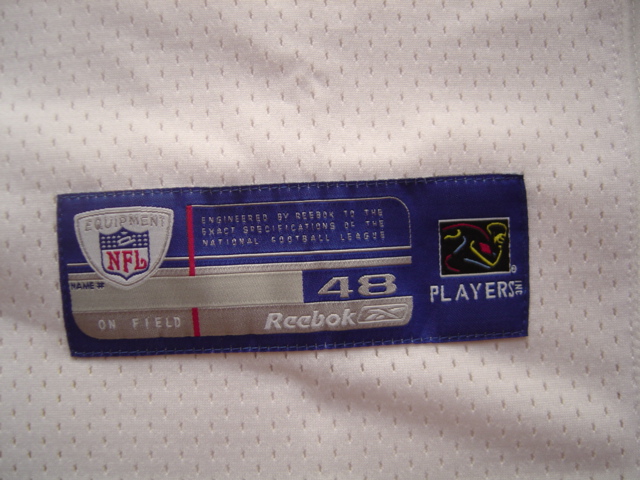 EQUIPMENT
NFL
ENGINEERED BY REEBOK TO THE
EXACT SPECIFICATIONS OF THE
NATIONAL FOOTBALL LEAGUE
NAME #
48
ON FIELD
Reebok
PLAYERS INC
®